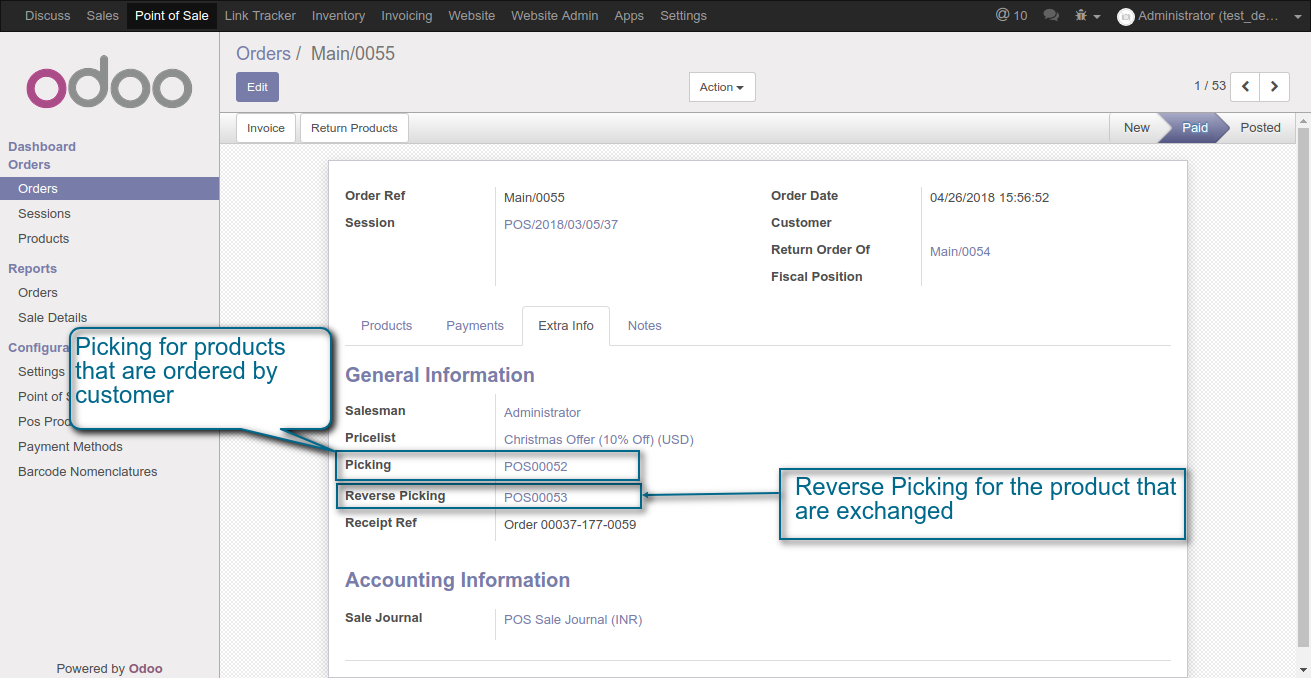 Discuss Sales Point of Sale Link Tracker Inventory Invoicing Website Website Admin Apps Settings @ 10 Administrator (test_de...
odoo
Orders / Main/0055
Edit Action 1 / 53
Invoice Return Products New Paid Posted
Dashboard
Orders
Orders
Sessions
Products
Reports
Orders
Sale Details
Configura
Settings
Point of S
Pos Prod
Payment Methods
Barcode Nomenclatures
Powered by Odoo
Order Ref Main/0055
Session POS/2018/03/05/37
Order Date 04/26/2018 15:56:52
Customer
Return Order Of Main/0054
Fiscal Position
Products Payments Extra Info Notes
Picking for products
that are ordered by
customer
General Information
Salesman Administrator
Pricelist Christmas Offer (10% Off) (USD)
Picking POS00052
Reverse Picking POS00053
Receipt Ref Order 00037-177-0059
Reverse Picking for the product that
are exchanged
Accounting Information
Sale Journal POS Sale Journal (INR)